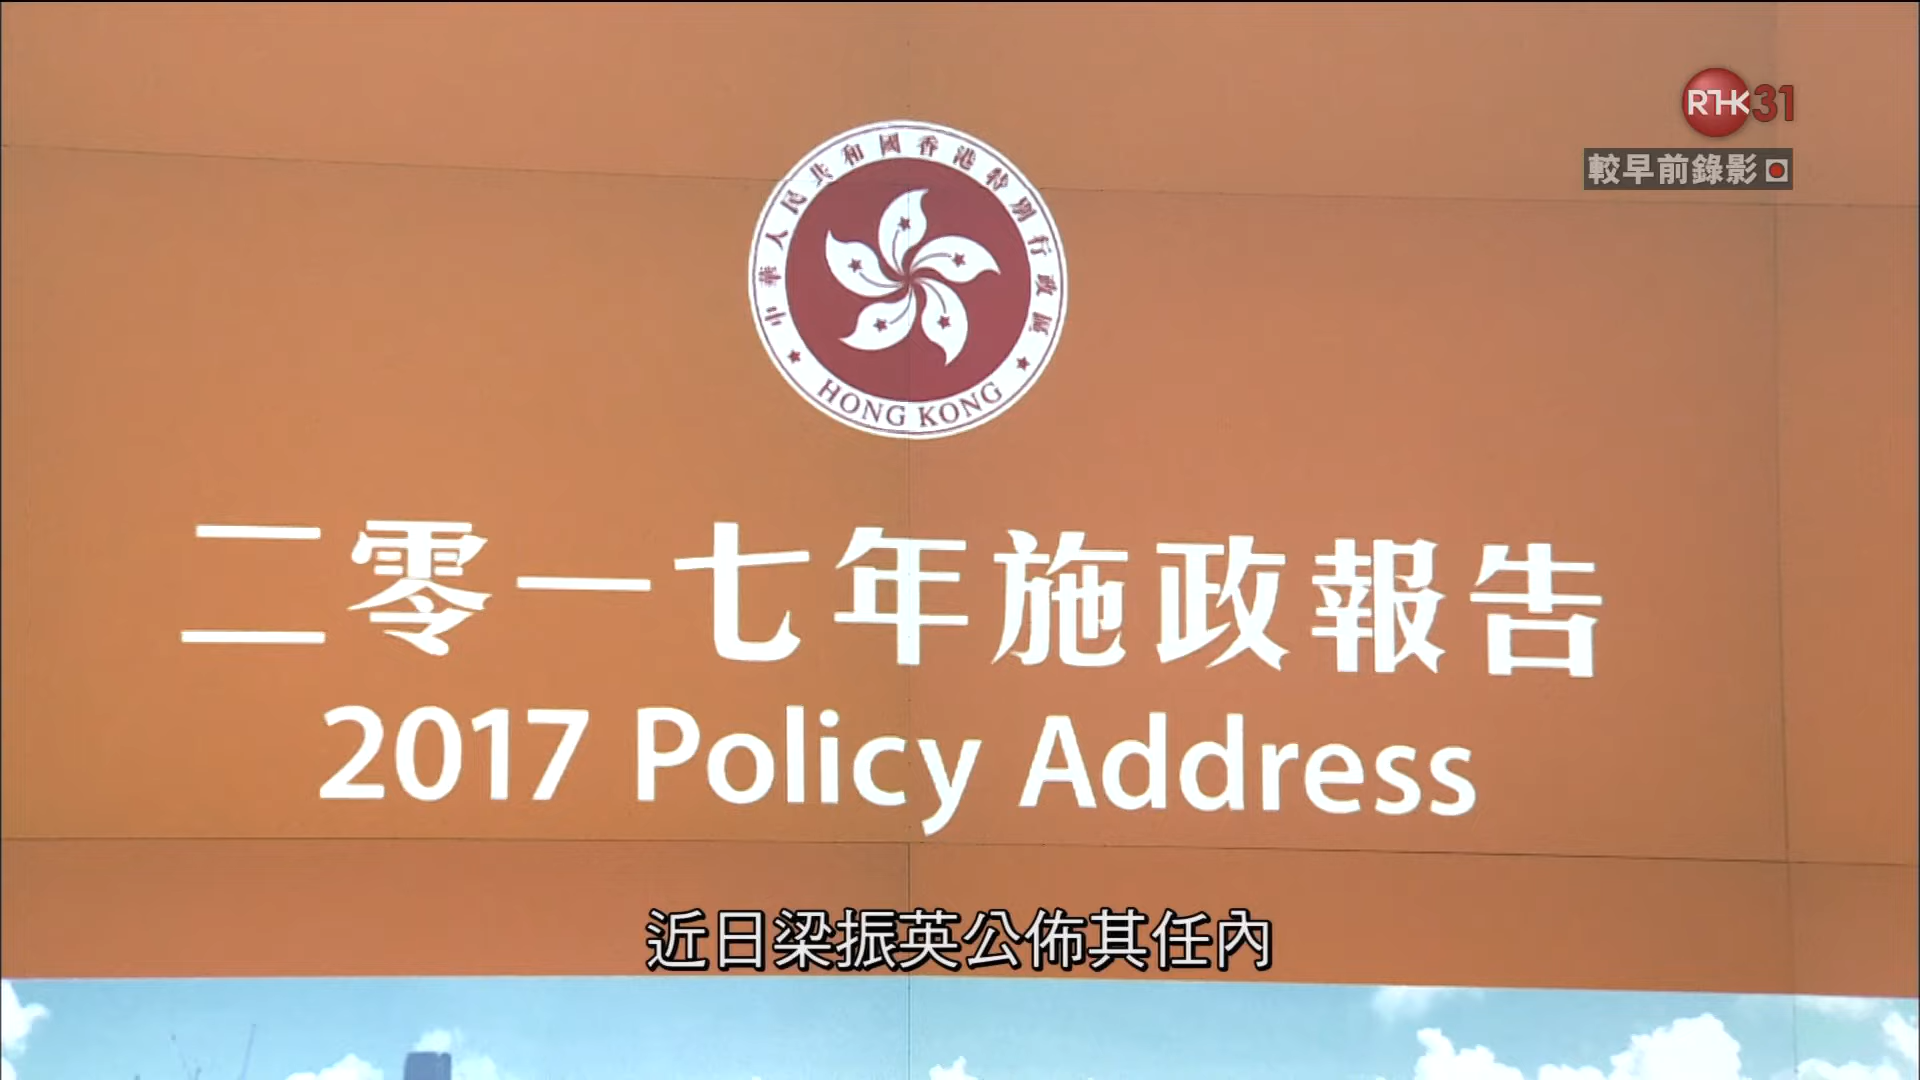 RTHK31
較早前錄影
中華人民共和國香港特別行政區
HONG KONG
二零一七年施政報告
2017 Policy Address
近日梁振英公佈其任內